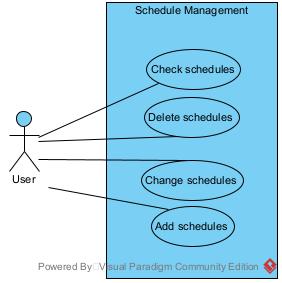 Schedule Management
Check schedules
Delete schedules
User
Change schedules
Add schedules
Powered By Visual Paradigm Community Edition